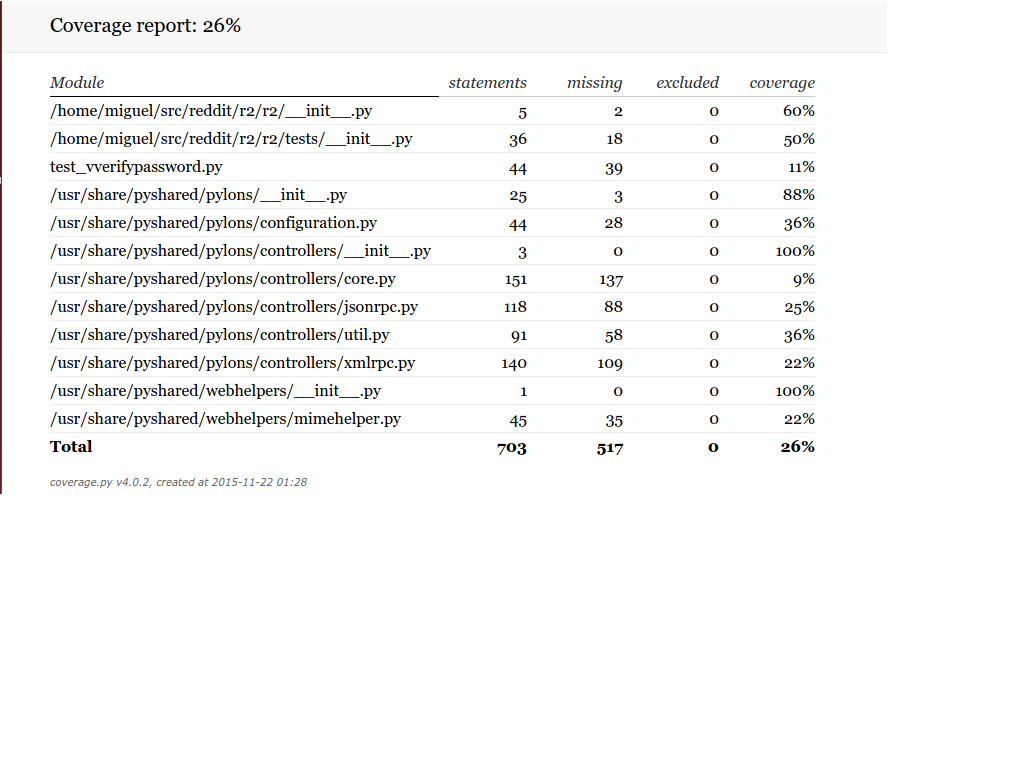 Coverage report: 26%
Module statements missing excluded coverage
/home/miguel/src/reddit/r2/r2/__init__.py 5 2 0 60%
/home/miguel/src/reddit/r2/r2/tests/__init__.py 36 18 0 50%
test_vverifypassword.py 44 39 0 11%
/usr/share/pyshared/pylons/__init__.py 25 3 0 88%
/usr/share/pyshared/pylons/configuration.py 44 28 0 36%
/usr/share/pyshared/pylons/controllers/__init__.py 3 0 0 100%
/usr/share/pyshared/pylons/controllers/core.py 151 137 0 9%
/usr/share/pyshared/pylons/controllers/jsonrpc.py 118 88 0 25%
/usr/share/pyshared/pylons/controllers/util.py 91 58 0 36%
/usr/share/pyshared/pylons/controllers/xmlrpc.py 140 109 0 22%
/usr/share/pyshared/webhelpers/__init__.py 1 0 0 100%
/usr/share/pyshared/webhelpers/mimehelper.py 45 35 0 22%
Total 703 517 0 26%
coverage.py v4.0.2, created at 2015-11-22 01:28